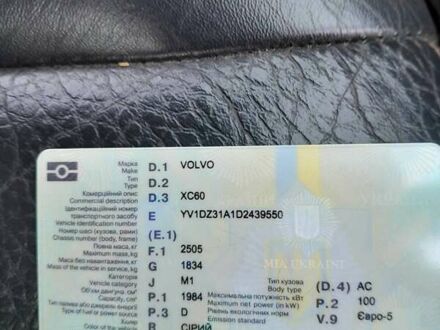 Марка D.1 VOLVO
Make
Тип D.2
Type
Комерційний опис D.3 XC60
Commercial description
Ідентифікаційний номер E YV1DZ31A1D2439550
транспортного засобу
Vehicle identification number
Номер шасі (кузова, рами) (E.1)
Chassis number (body, frame)
Повна маса, кг F.1 2505
Maximum mass, kg
Маса без навантаження, кг G 1834
Mass of the vehicle in service, kg
MIA UKRAINE
Категорія J M1 Тип кузова (D.4) AC
Vehicle category Body type
Об'єм двигуна, см³ P.1 1984 Максимальна потужність кВт P.2 100
Capacity, cm³ Maximum net power, kW
Тип палива або джерело енергії P.3 D Рівень екологічних норм V.9 Євро-5
Type of fuel or power source Emission standard
Колір R СІРИЙ
Color of the